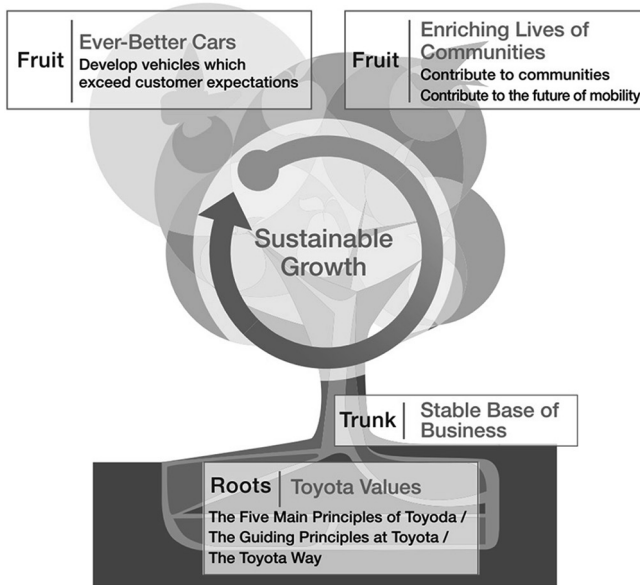 Fruit
Ever-Better Cars
Develop vehicles which
exceed customer expectations
Fruit
Enriching Lives of
Communities
Contribute to communities
Contribute to the future of mobility
Sustainable
Growth
Trunk
Stable Base of
Business
Roots
Toyota Values
The Five Main Principles of Toyoda /
The Guiding Principles at Toyota /
The Toyota Way